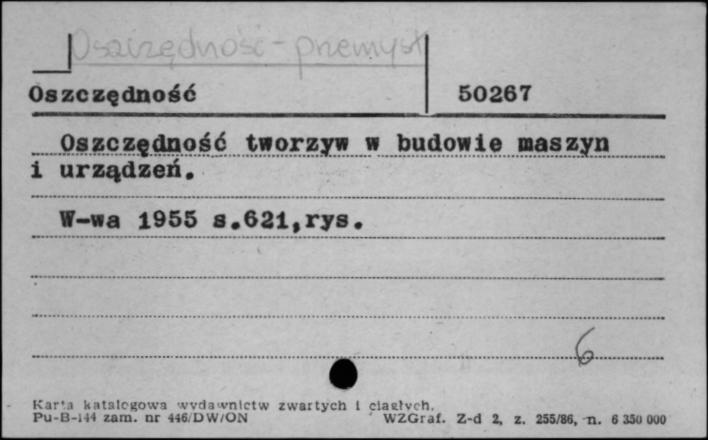 Oszczędność - przemysł
Oszczędność 50267
Oszczędność tworzyw w budowie maszyn
i urządzeń.
W-wa 1955 s.621,rys.
6
Karta katalogowa wydawnictw zwartych i ciągłych.
Pu-B-144 zam. nr 446/DW/ON WZGraf. Z-d 2, z. 255/86, n. 6 350 000